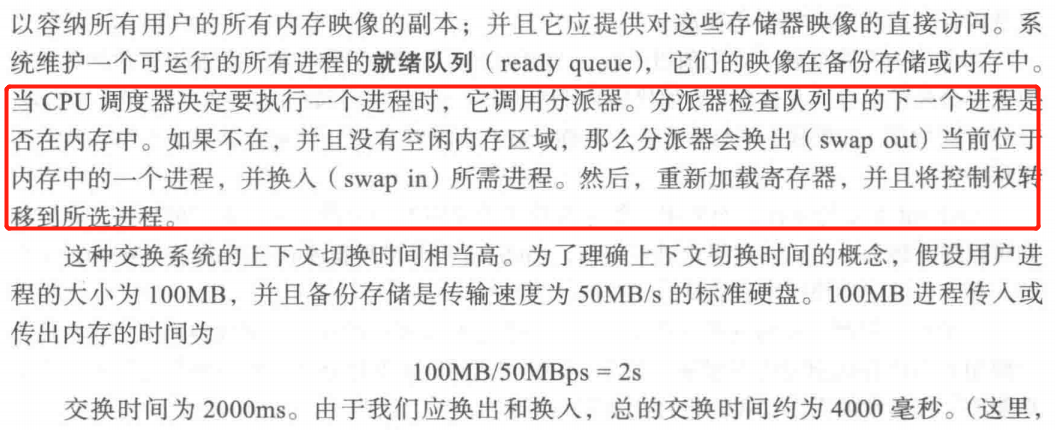 以容纳所有用户的所有内存映像的副本；并且它应提供对这些存储器映像的直接访问。系
统维护一个可运行的所有进程的就绪队列（ready queue），它们的映像在备份存储或内存中。
当 CPU 调度器决定要执行一个进程时，它调用分派器。分派器检查队列中的下一个进程是
否在内存中。如果不在，并且没有空闲内存区域，那么分派器会换出（swap out）当前位于
内存中的一个进程，并换入（swap in）所需进程。然后，重新加载寄存器，并且将控制权转
移到所选进程。
这种交换系统的上下文切换时间相当高。为了理确上下文切换时间的概念，假设用户进
程的大小为 100MB，并且备份存储是传输速度为 50MB/s 的标准硬盘。100MB 进程传入或
传出内存的时间为
100MB/50MBps = 2s
交换时间为 2000ms。由于我们应换出和换入，总的交换时间约为 4000 毫秒。（这里，